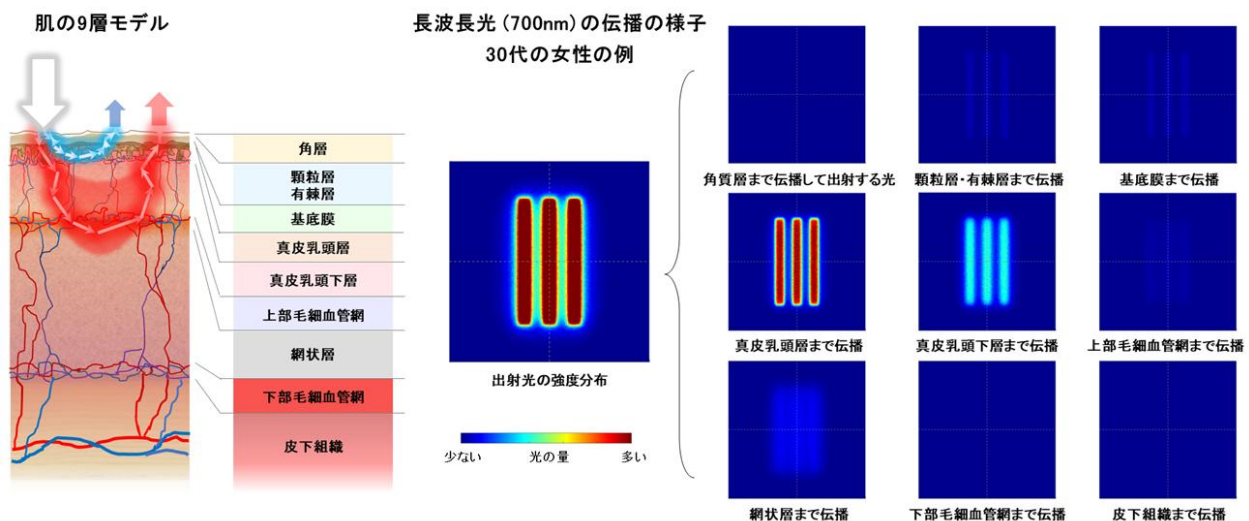 肌の9層モデル
角層
顆粒層
有棘層
基底膜
真皮乳頭層
真皮乳頭下層
上部毛細血管網
網状層
下部毛細血管網
皮下組織
長波長光(700nm)の伝播の様子
30代の女性の例
出射光の強度分布
少ない 光の量 多い
角質層まで伝播して出射する光
顆粒層・有棘層まで伝播
基底膜まで伝播
真皮乳頭層まで伝播
真皮乳頭下層まで伝播
上部毛細血管網まで伝播
網状層まで伝播
下部毛細血管網まで伝播
皮下組織まで伝播